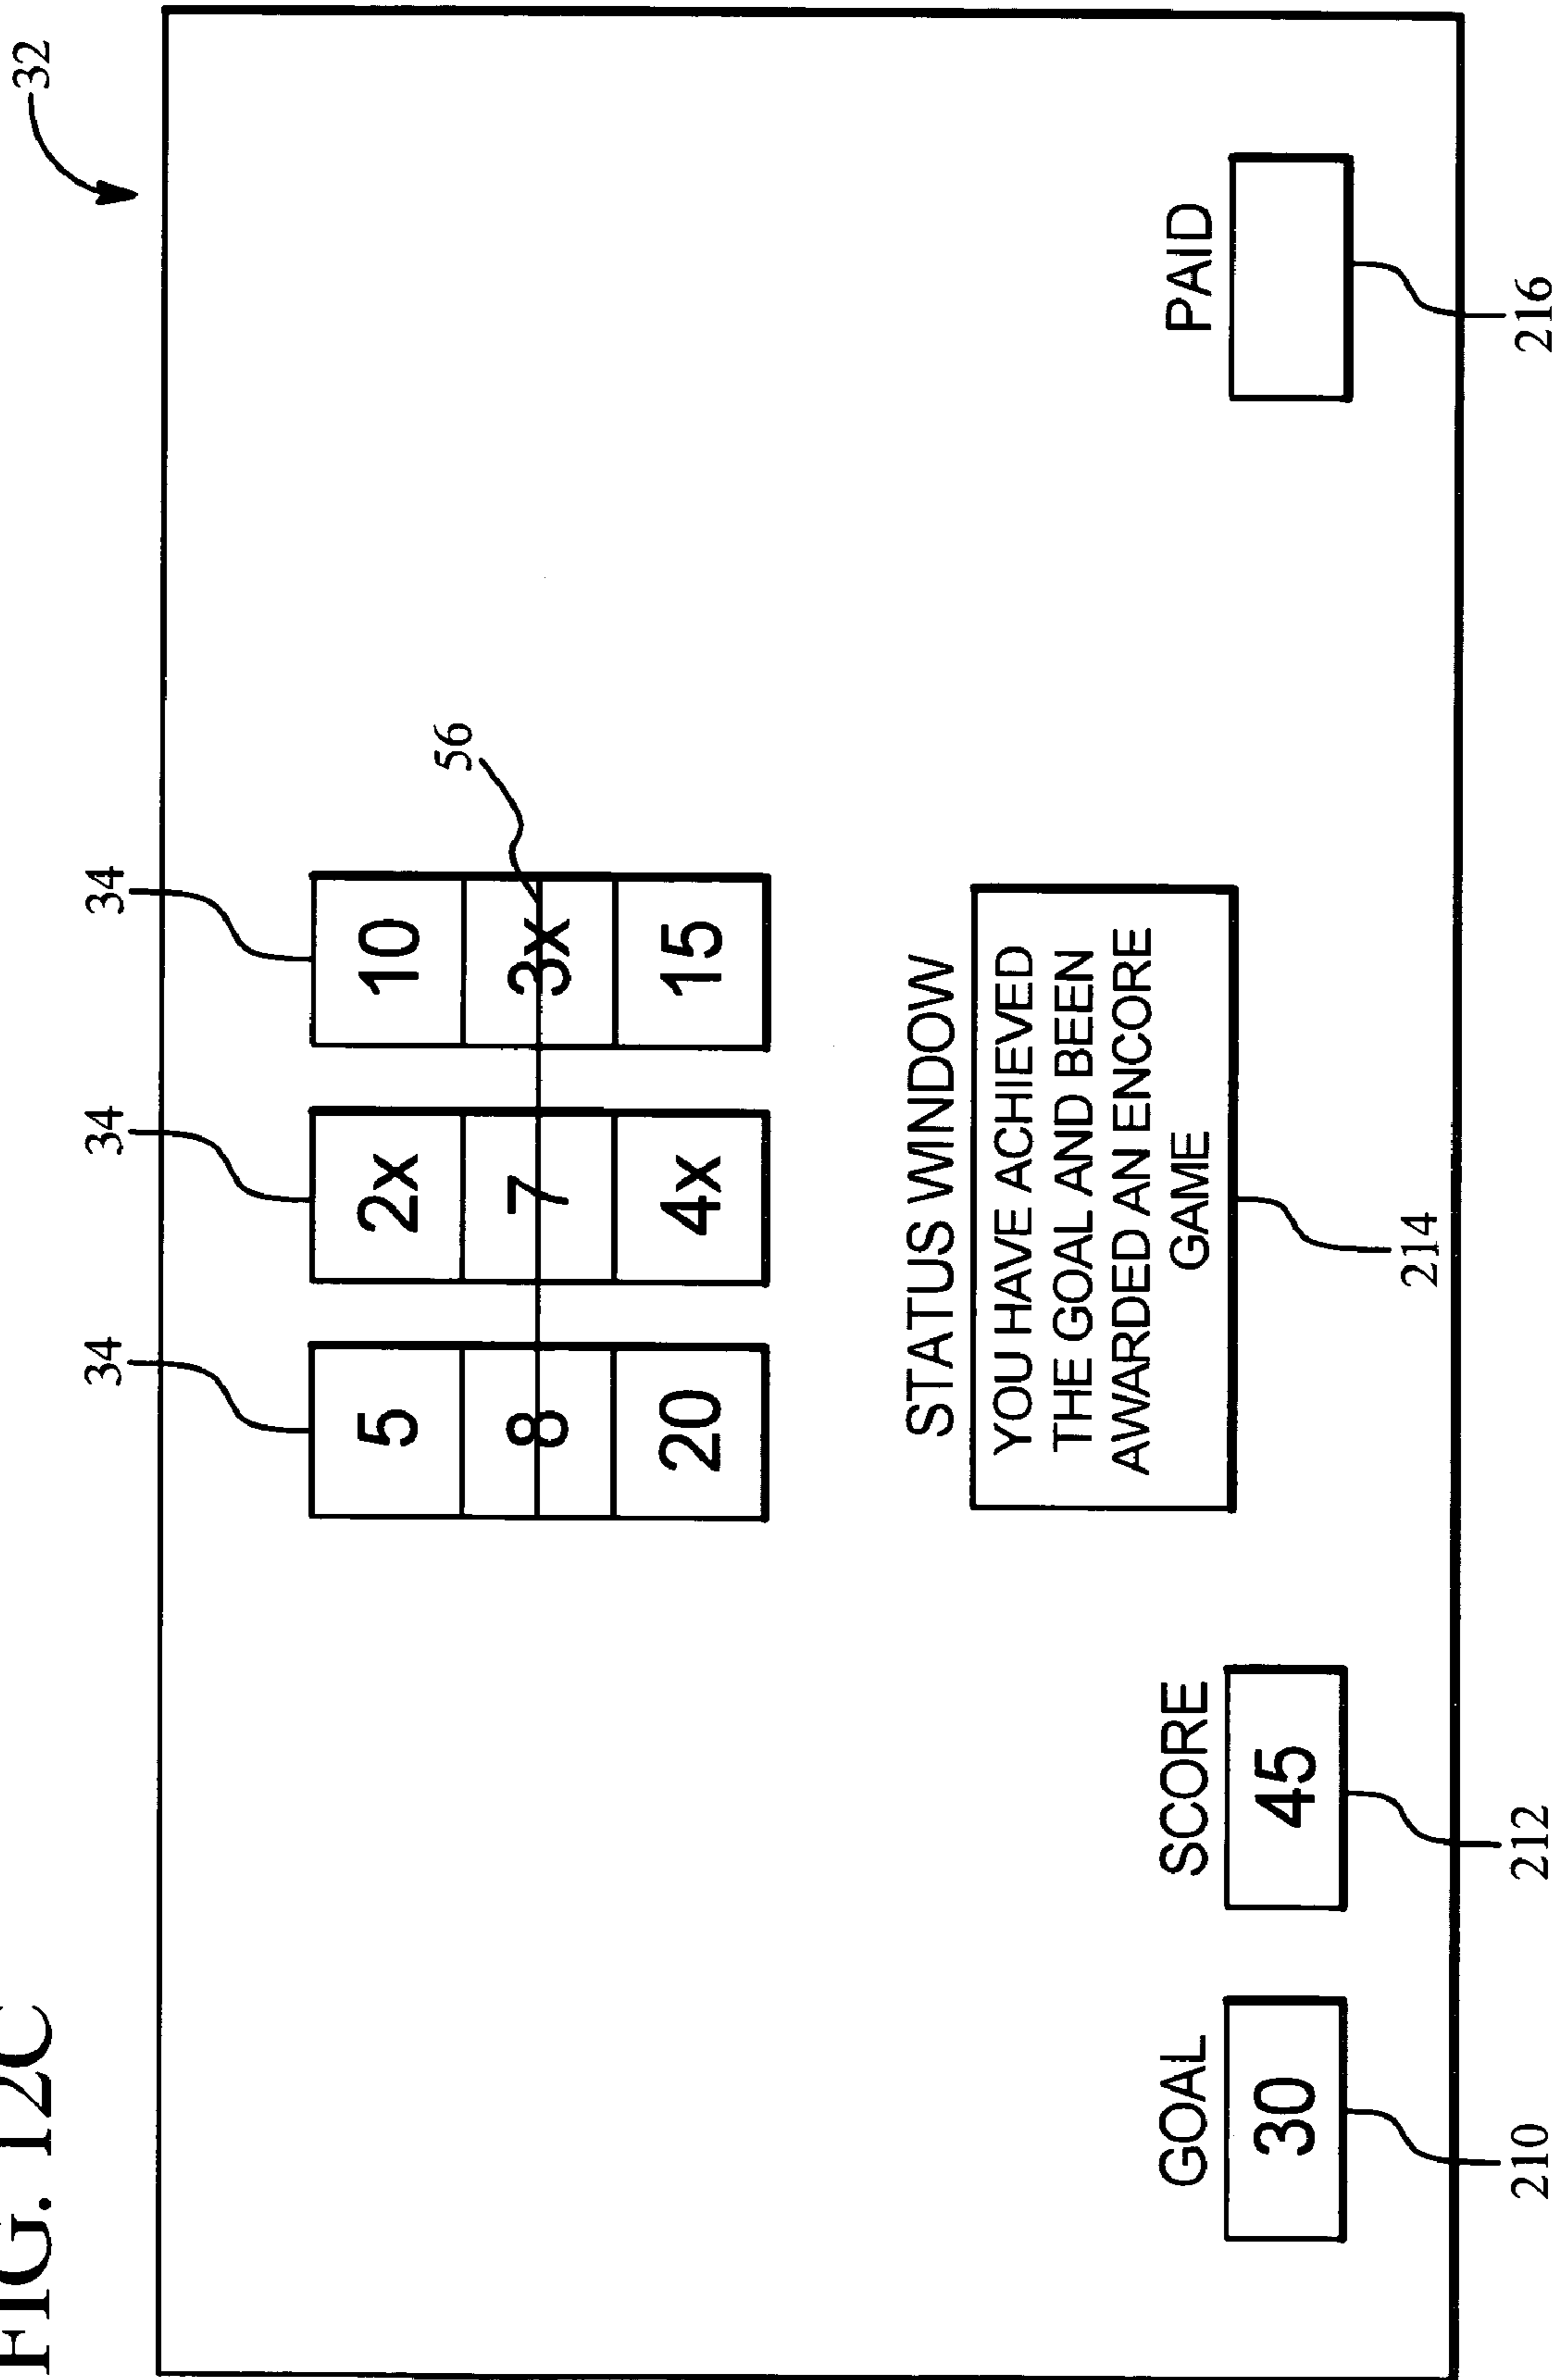 FIG. 12C
32
34 34 34
5 2x 10
8 7 3x
56
20 4x 15
STATUS WINDOW
YOU HAVE ACHIEVED
THE GOAL AND BEEN
AWARDED AN ENCORE
GAME
GOAL SCORE PAID
30 45
214
210 212 216